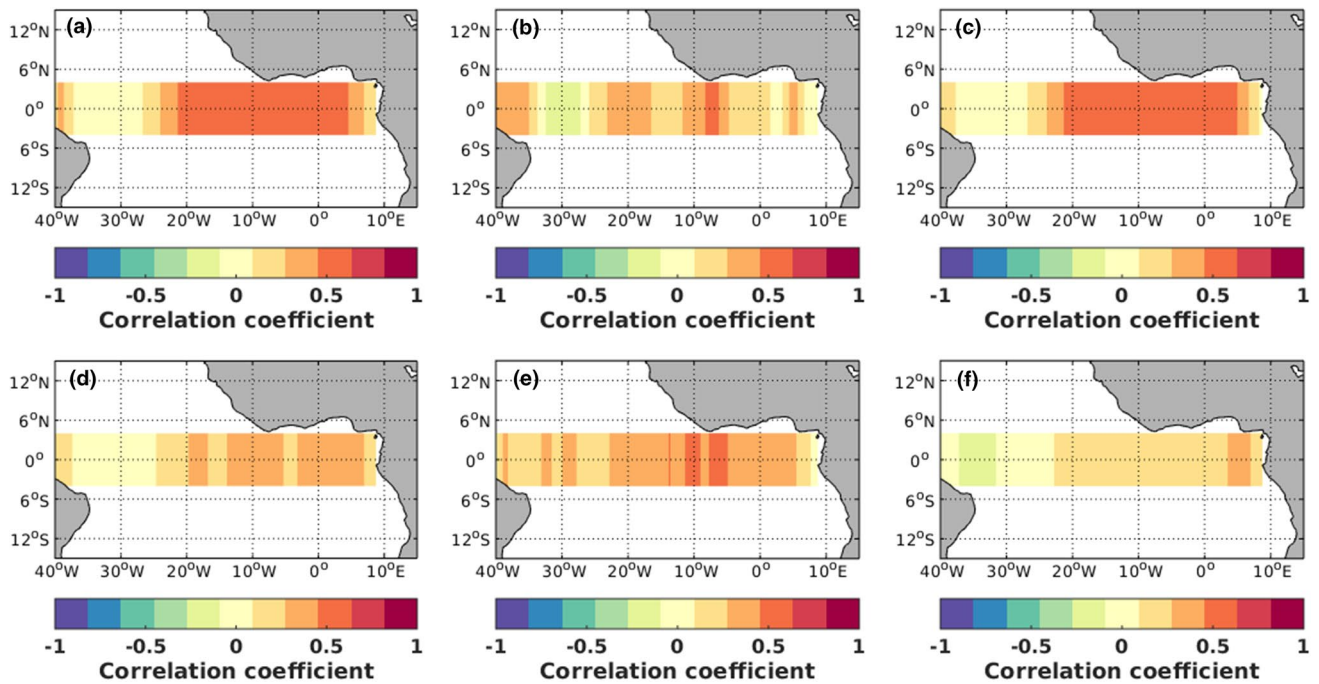 (a) (b) (c)
12°N 12°N 12°N
6°N 6°N 6°N
0° 0° 0°
6°S 6°S 6°S
12°S 12°S 12°S
40°W 30°W 20°W 10°W 0° 10°E 40°W 30°W 20°W 10°W 0° 10°E 40°W 30°W 20°W 10°W 0° 10°E
-1 -0.5 0 0.5 1 -1 -0.5 0 0.5 1 -1 -0.5 0 0.5 1
Correlation coefficient Correlation coefficient Correlation coefficient
(d) (e) (f)
12°N 12°N 12°N
6°N 6°N 6°N
0° 0° 0°
6°S 6°S 6°S
12°S 12°S 12°S
40°W 30°W 20°W 10°W 0° 10°E 40°W 30°W 20°W 10°W 0° 10°E 40°W 30°W 20°W 10°W 0° 10°E
-1 -0.5 0 0.5 1 -1 -0.5 0 0.5 1 -1 -0.5 0 0.5 1
Correlation coefficient Correlation coefficient Correlation coefficient